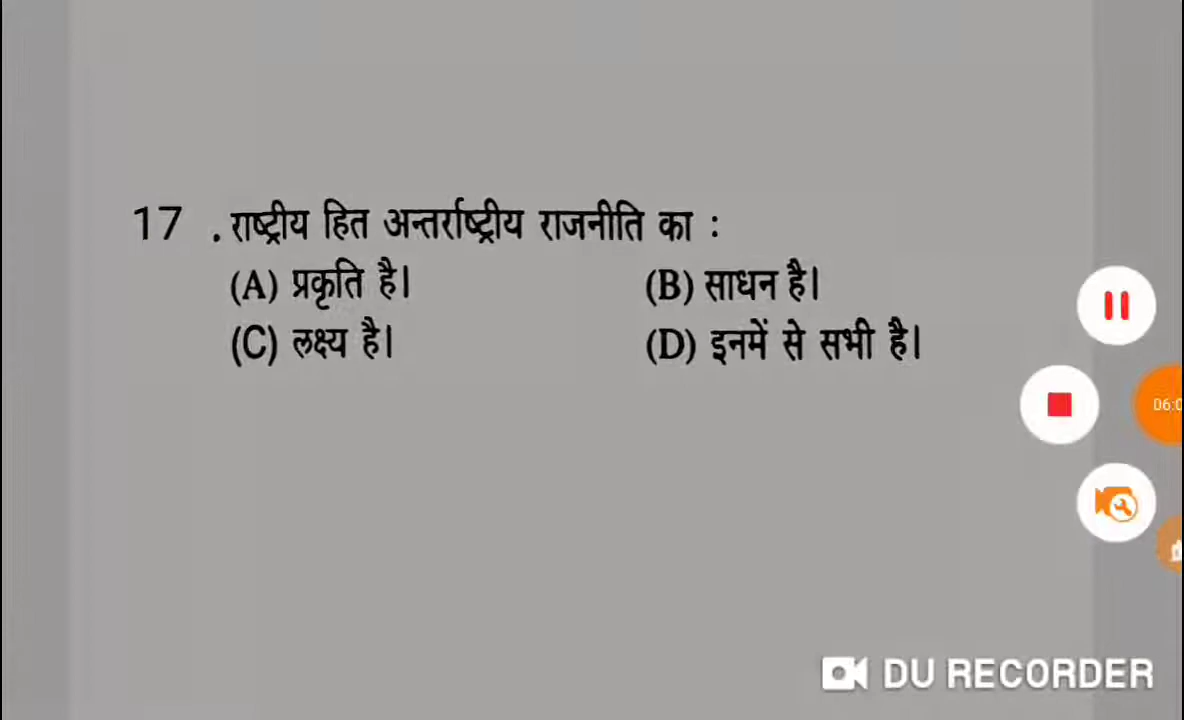 17 . राष्ट्रीय हित अन्तर्राष्ट्रीय राजनीति का :
(A) प्रकृति है। (B) साधन है।
(C) लक्ष्य है। (D) इनमें से सभी है।
DU RECORDER